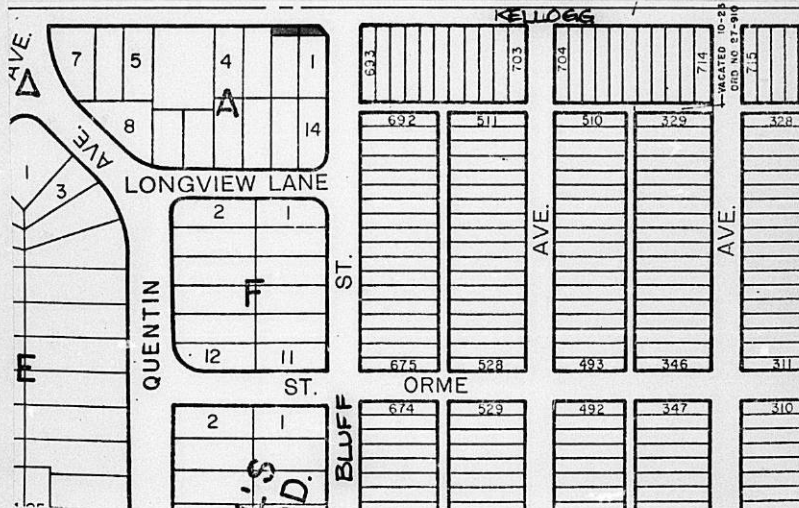 KELLOGG
AVE.
7 5 4 1
A
8 14
AVE.
693 703 704 714 715
VACATED 10-23
ORD NO 27-910
692 511 510 329 328
1
3
LONGVIEW LANE
2 1
F
12 11
QUENTIN
ST.
AVE.
AVE.
F
675 528 493 346 311
ST. ORME
674 529 492 347 310
BLUFF
2 1
'S
D.